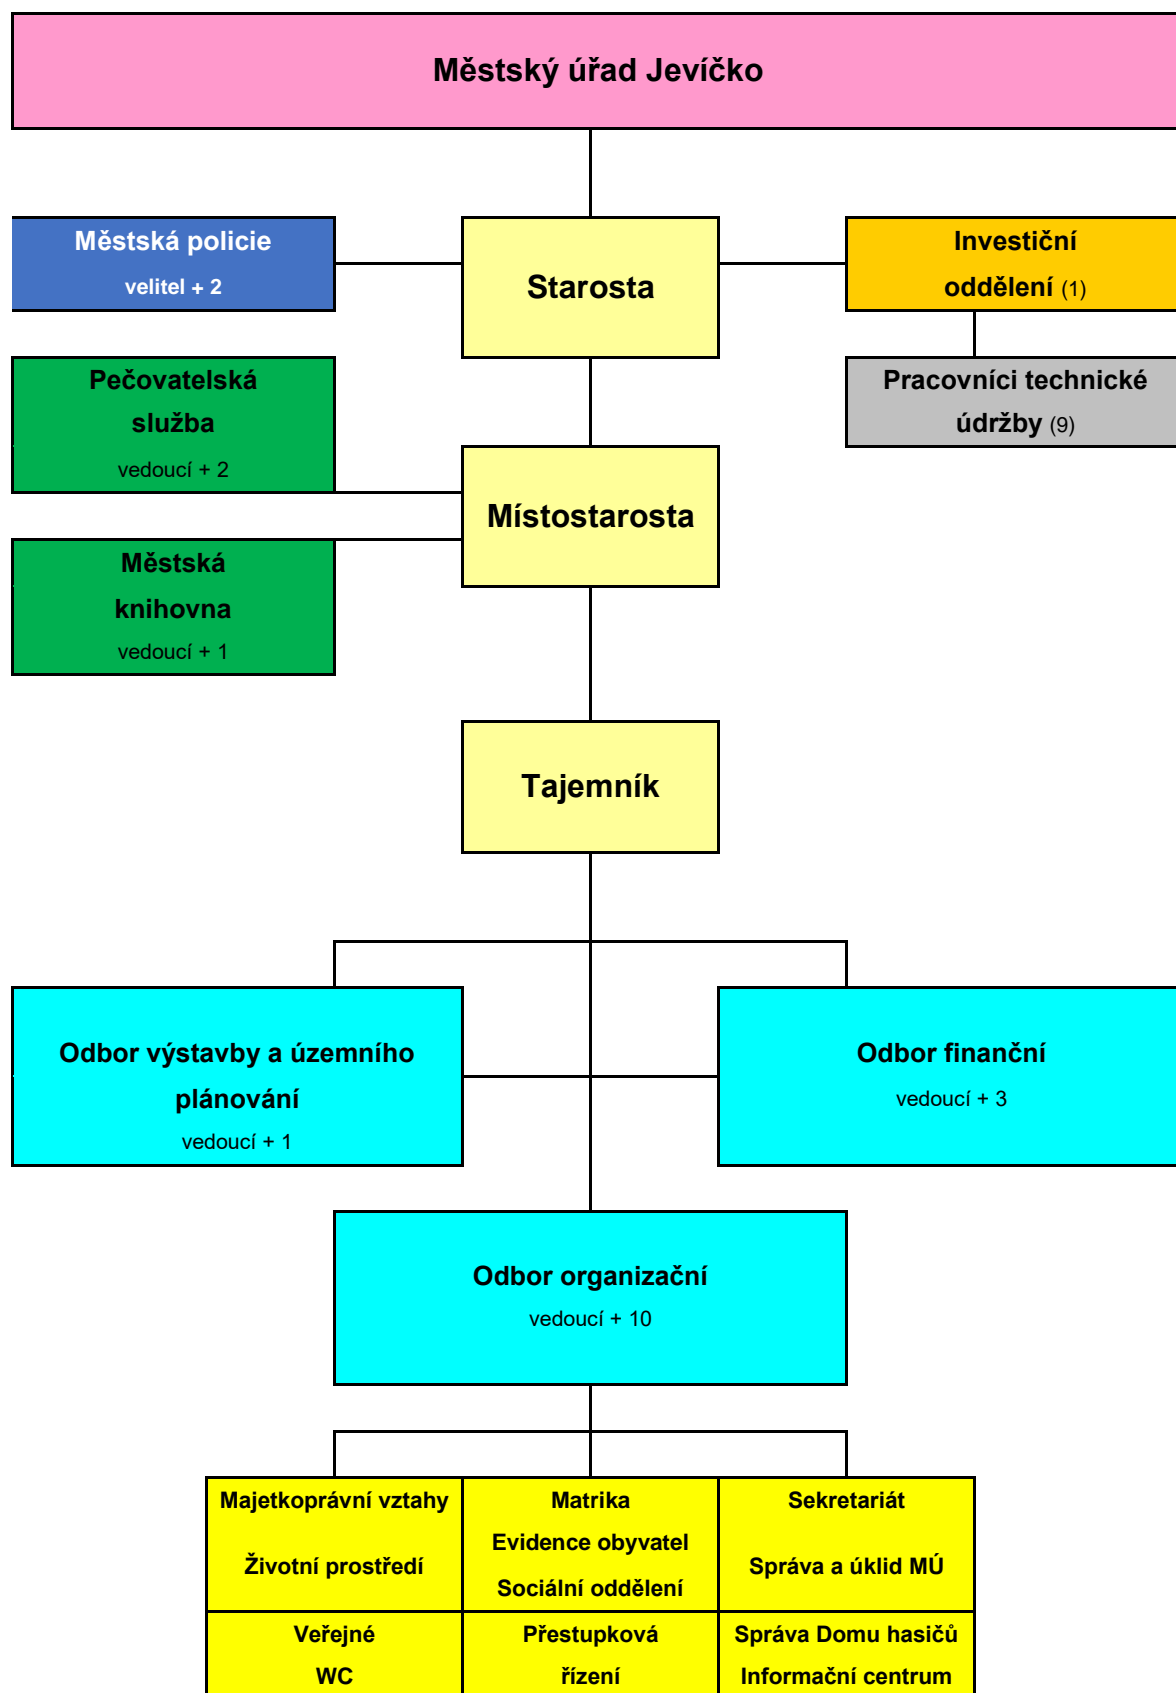 Městský úřad Jevíčko
Městská policie
velitel + 2
Starosta
Investiční
oddělení (1)
Pečovatelská
služba
vedoucí + 2
Pracovníci technické
údržby (9)
Místostarosta
Městská
knihovna
vedoucí + 1
Tajemník
Odbor výstavby a územního
plánování
vedoucí + 1
Odbor finanční
vedoucí + 3
Odbor organizační
vedoucí + 10
Majetkoprávní vztahy
Životní prostředí
Matrika
Evidence obyvatel
Sociální oddělení
Sekretariát
Správa a úklid MÚ
Veřejné
WC
Přestupková
řízení
Správa Domu hasičů
Informační centrum